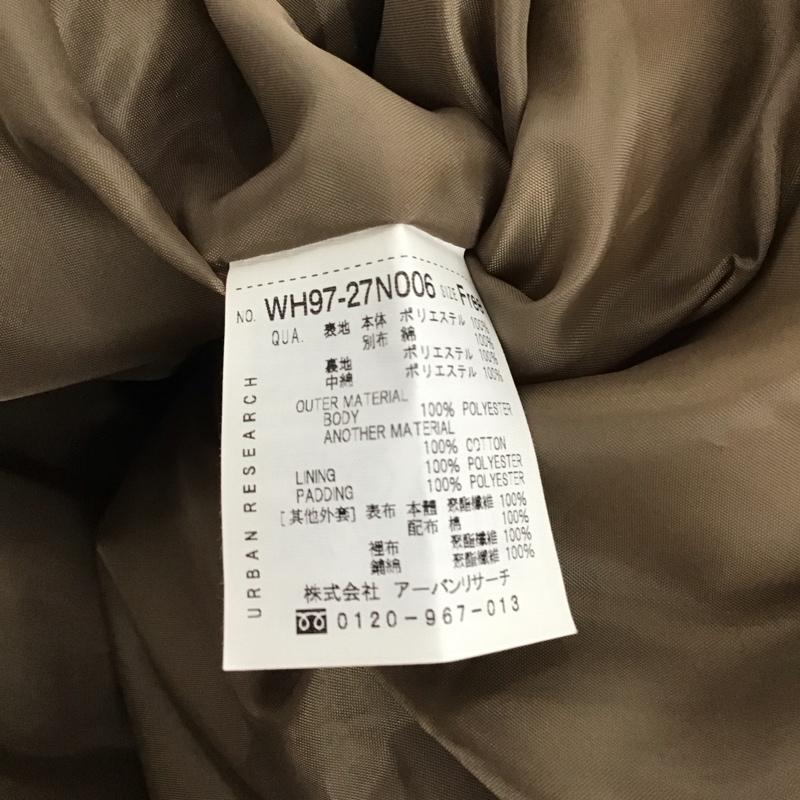 NO. WH97-27N006 SIZE Free
QUA. 表地 本体 ポリエステル 100%
別布 綿 100%
裏地 ポリエステル 100%
中綿 ポリエステル 100%
OUTER MATERIAL
BODY 100% POLYESTER
ANOTHER MATERIAL
100% COTTON
LINING 100% POLYESTER
PADDING 100% POLYESTER
[其他外套] 表布 本體 聚酯纖維 100%
配布 棉 100%
裡布 聚酯纖維 100%
鋪綿 聚酯纖維 100%
株式会社 アーバンリサーチ
0120-967-013
URBAN RESEARCH